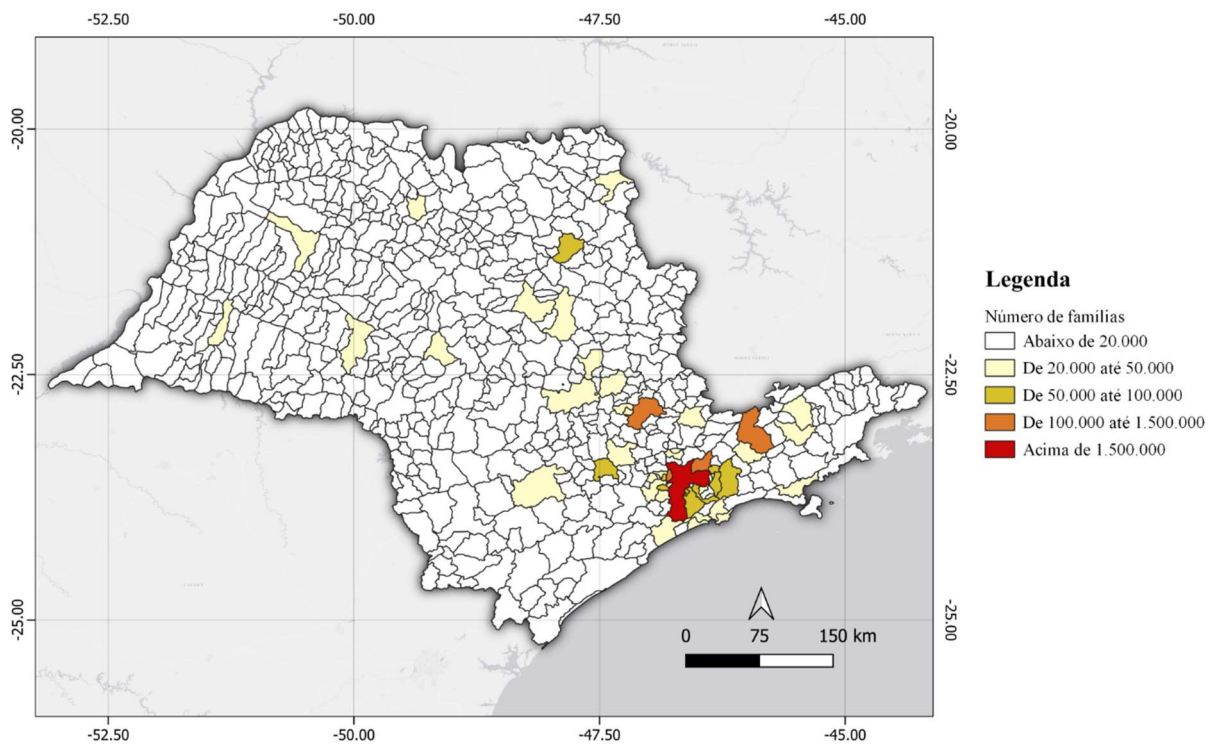 -52.50 -50.00 -47.50 -45.00
-20.00 -20.00
-22.50 -22.50
-25.00 -25.00
Legenda
Número de famílias
Abaixo de 20.000
De 20.000 até 50.000
De 50.000 até 100.000
De 100.000 até 1.500.000
Acima de 1.500.000
0 75 150 km
-52.50 -50.00 -47.50 -45.00